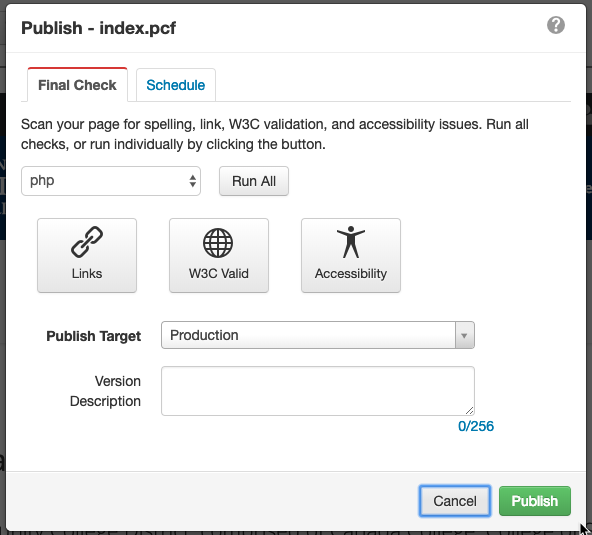 Publish - index.pcf
?
Final Check
Schedule
Scan your page for spelling, link, W3C validation, and accessibility issues. Run all
checks, or run individually by clicking the button.
php
Run All
Links
W3C Valid
Accessibility
Publish Target
Production
Version
Description
0/256
Cancel
Publish